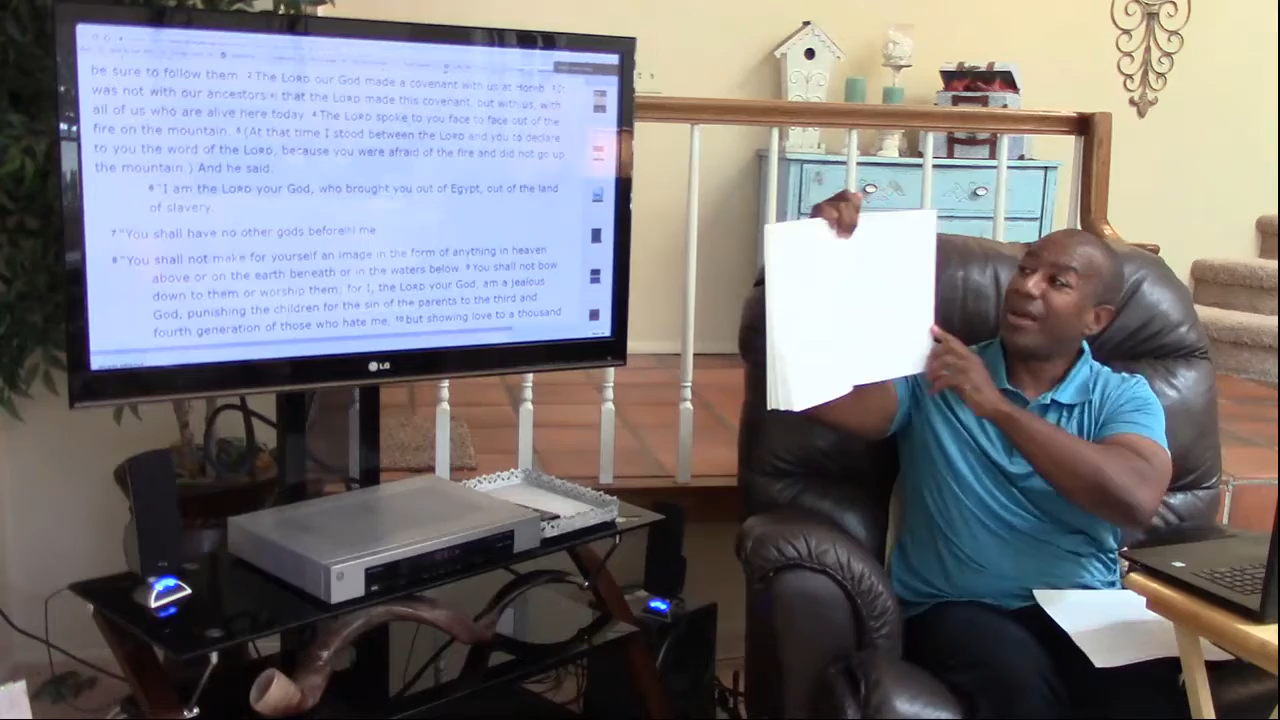 be sure to follow them. 2 The LORD our God made a covenant with us at Horeb. 3 It
was not with our ancestors that the LORD made this covenant, but with us, with
all of us who are alive here today. 4 The LORD spoke to you face to face out of the
fire on the mountain. 5 (At that time I stood between the LORD and you to declare
to you the word of the LORD, because you were afraid of the fire and did not go up
the mountain.) And he said:
6 "I am the LORD your God, who brought you out of Egypt, out of the land
of slavery.
7 "You shall have no other gods before me
8 "You shall not make for yourself an image in the form of anything in heaven
above or on the earth beneath or in the waters below. 9 You shall not bow
down to them or worship them; for I, the LORD your God, am a jealous
God, punishing the children for the sin of the parents to the third and
fourth generation of those who hate me, 10 but showing love to a thousand
LG